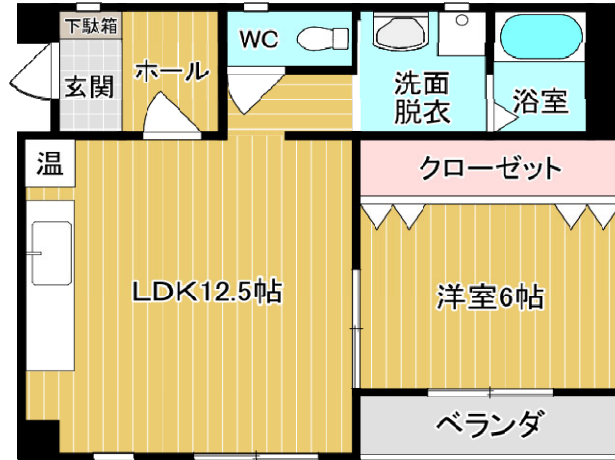 下駄箱
玄関
ホール
WC
洗面
脱衣
浴室
温
クローゼット
LDK12.5帖
洋室6帖
ベランダ